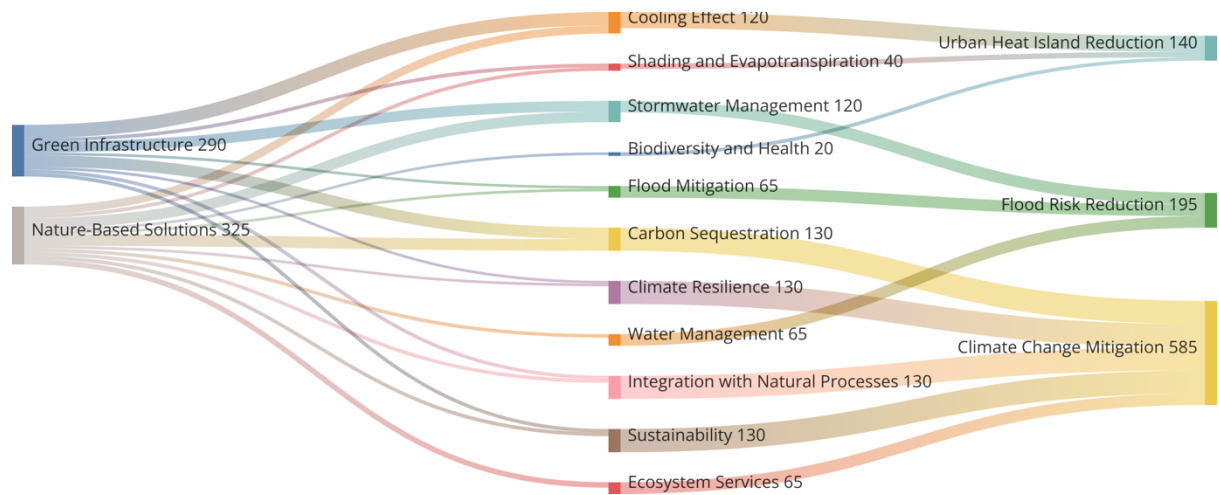 Cooling Effect 120
Urban Heat Island Reduction 140
Shading and Evapotranspiration 40
Stormwater Management 120
Green Infrastructure 290
Biodiversity and Health 20
Flood Mitigation 65
Flood Risk Reduction 195
Nature-Based Solutions 325
Carbon Sequestration 130
Climate Resilience 130
Water Management 65
Climate Change Mitigation 585
Integration with Natural Processes 130
Sustainability 130
Ecosystem Services 65